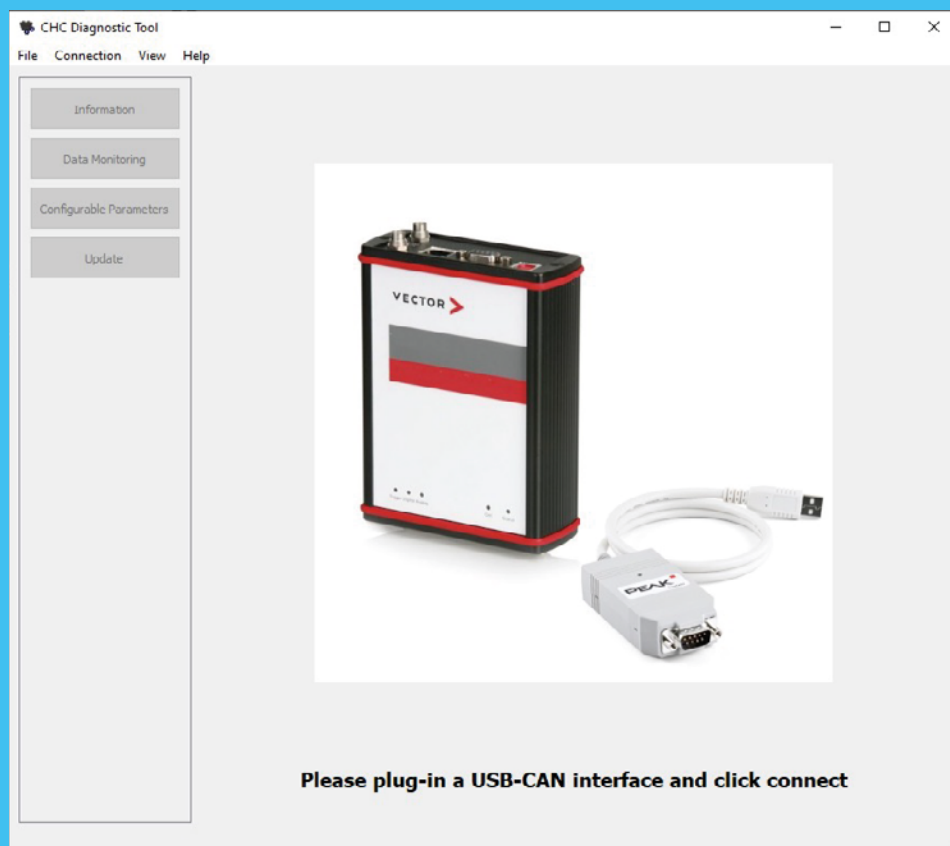 CHC Diagnostic Tool
File Connection View Help
Information
Data Monitoring
Configurable Parameters
Update
VECTOR
PEAK
Please plug-in a USB-CAN interface and click connect